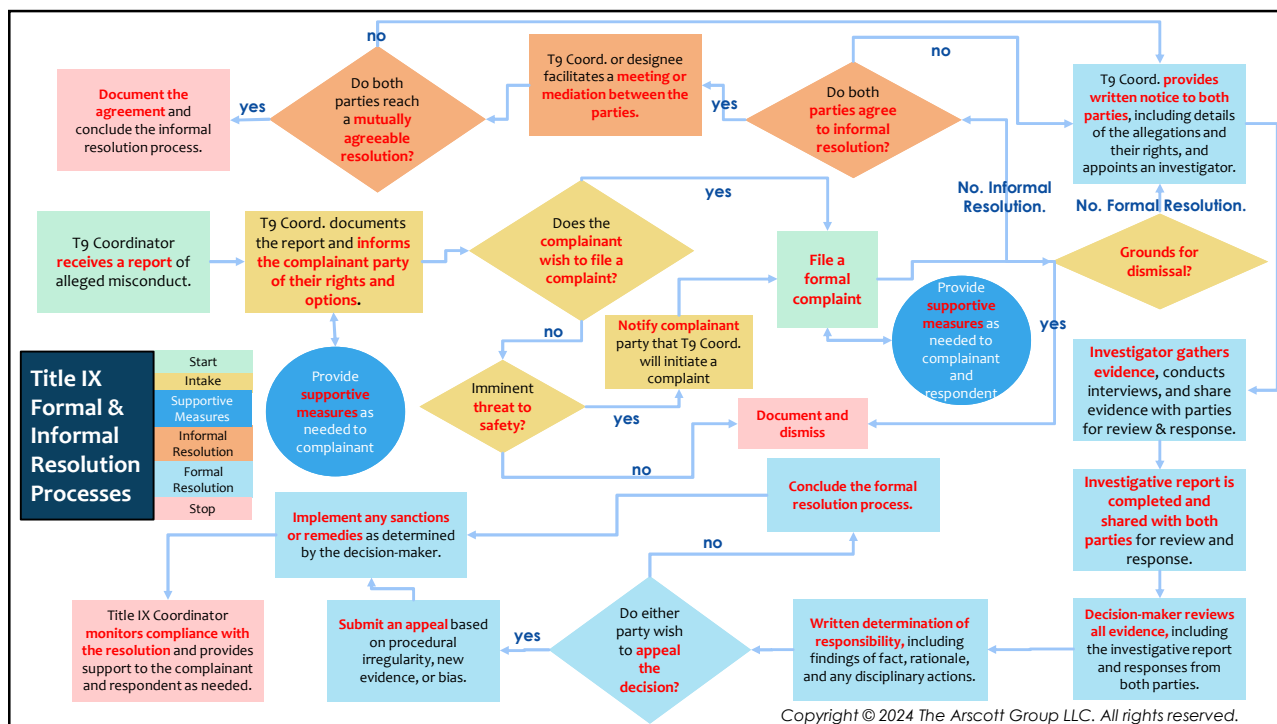 no
no
Document the
agreement and
conclude the informal
resolution process.
yes
Do both
parties reach
a mutually
agreeable
resolution?
T9 Coord. or designee
facilitates a meeting or
mediation between the
parties.
yes
Do both
parties agree
to informal
resolution?
T9 Coord. provides
written notice to both
parties, including details
of the allegations and
their rights, and
appoints an investigator.
No. Informal
Resolution.
No. Formal Resolution.
T9 Coordinator
receives a report of
alleged misconduct.
T9 Coord. documents
the report and informs
the complainant party
of their rights and
options.
Does the
complainant
wish to file a
complaint?
yes
File a
formal
complaint
Grounds for
dismissal?
yes
no
Notify complainant
party that T9 Coord.
will initiate a
complaint
Provide
supportive
measures as
needed to
complainant
and
respondent
Title IX
Formal &
Informal
Resolution
Processes
Start
Intake
Supportive
Measures
Informal
Resolution
Formal
Resolution
Stop
Provide
supportive
measures as
needed to
complainant
Imminent
threat to
safety?
yes
no
Document and
dismiss
Investigator gathers
evidence, conducts
interviews, and share
evidence with parties
for review & response.
Investigative report is
completed and
shared with both
parties for review and
response.
Decision-maker reviews
all evidence, including
the investigative report
and responses from
both parties.
Written determination of
responsibility, including
findings of fact, rationale,
and any disciplinary actions.
Do either
party wish
to appeal
the
decision?
no
Conclude the formal
resolution process.
yes
Submit an appeal based
on procedural
irregularity, new
evidence, or bias.
Implement any sanctions
or remedies as determined
by the decision-maker.
Title IX Coordinator
monitors compliance with
the resolution and provides
support to the complainant
and respondent as needed.
Copyright © 2024 The Arscott Group LLC. All rights reserved.